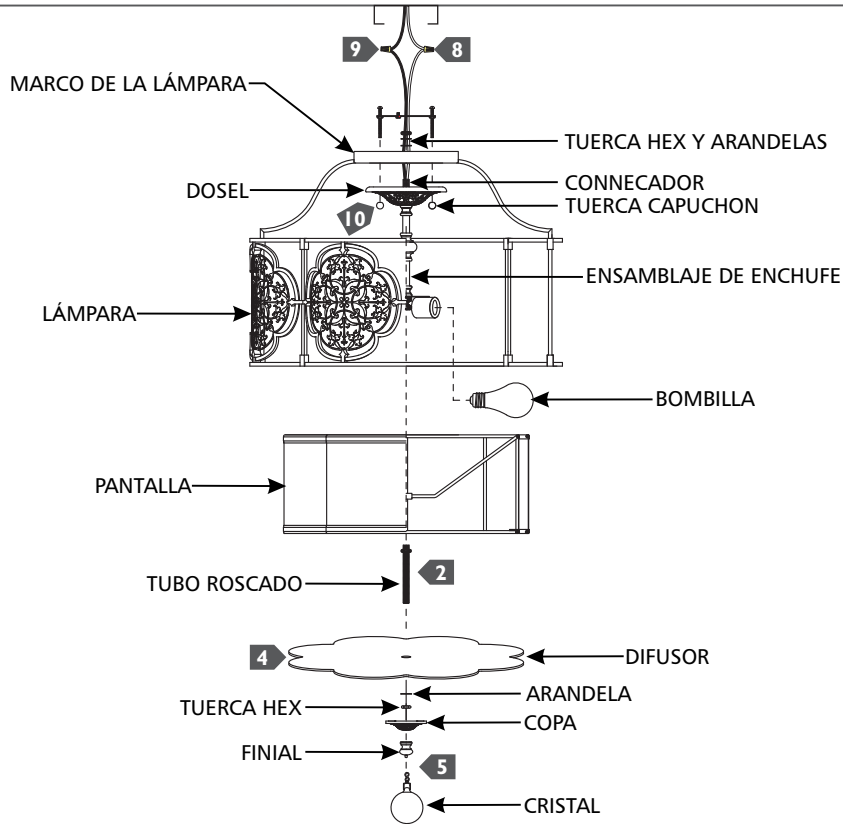 9
8
MARCO DE LA LÁMPARA
TUERCA HEX Y ARANDELAS
CONNECADOR
DOSEL
TUERCA CAPUCHON
10
ENSAMBLAJE DE ENCHUFE
LÁMPARA
BOMBILLA
PANTALLA
2
TUBO ROSCADO
4
DIFUSOR
ARANDELA
TUERCA HEX
COPA
FINIAL
5
CRISTAL